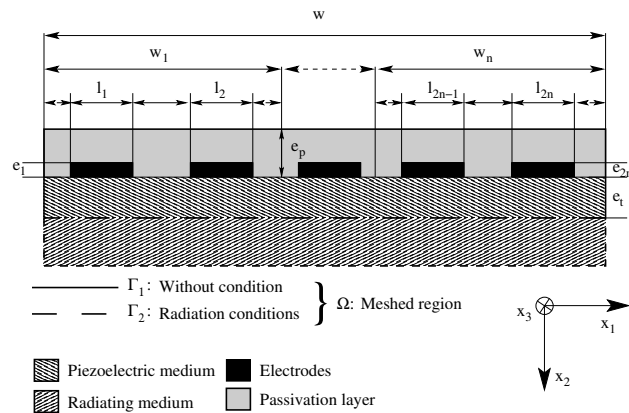 w
w₁ wₙ
l₁ l₂ l₂ₙ₋₁ l₂ₙ
e₁ eₚ e₂ₙ
eₜ
Γ₁: Without condition
Γ₂: Radiation conditions
} Ω: Meshed region
x₃ x₁
x₂
Piezoelectric medium Electrodes
Radiating medium Passivation layer